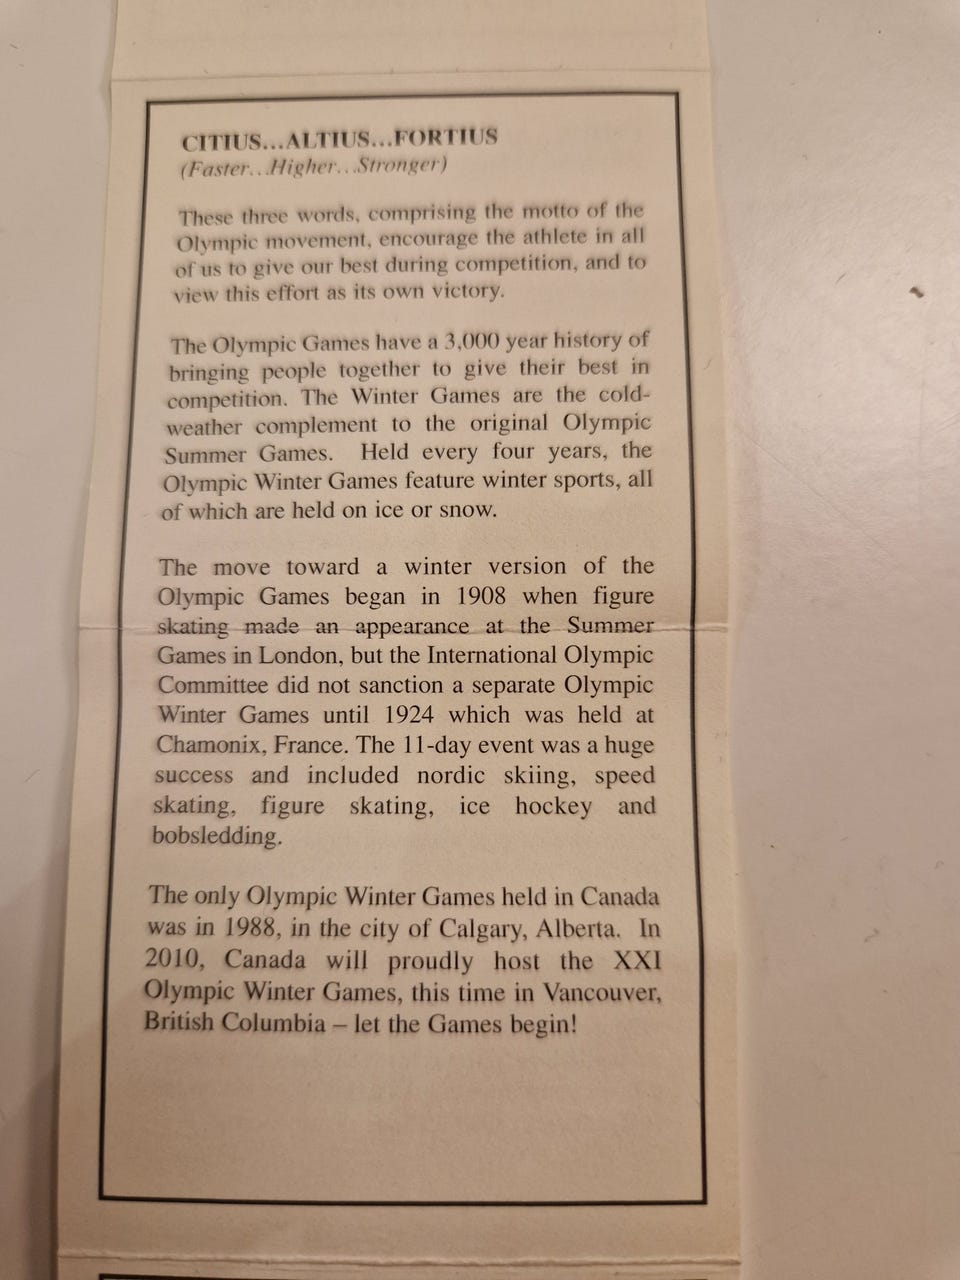 CITIUS...ALTIUS...FORTIUS
(Faster...Higher...Stronger)
These three words, comprising the motto of the
Olympic movement, encourage the athlete in all
of us to give our best during competition, and to
view this effort as its own victory.
The Olympic Games have a 3,000 year history of
bringing people together to give their best in
competition. The Winter Games are the cold-
weather complement to the original Olympic
Summer Games. Held every four years, the
Olympic Winter Games feature winter sports, all
of which are held on ice or snow.
The move toward a winter version of the
Olympic Games began in 1908 when figure
skating made an appearance at the Summer
Games in London, but the International Olympic
Committee did not sanction a separate Olympic
Winter Games until 1924 which was held at
Chamonix, France. The 11-day event was a huge
success and included nordic skiing, speed
skating, figure skating, ice hockey and
bobsledding.
The only Olympic Winter Games held in Canada
was in 1988, in the city of Calgary, Alberta. In
2010, Canada will proudly host the XXI
Olympic Winter Games, this time in Vancouver,
British Columbia – let the Games begin!